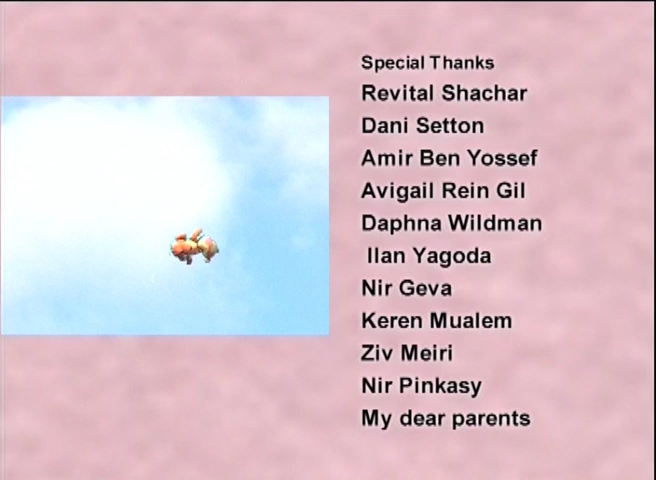 Special Thanks
Revital Shachar
Dani Setton
Amir Ben Yossef
Avigail Rein Gil
Daphna Wildman
Ilan Yagoda
Nir Geva
Keren Mualem
Ziv Meiri
Nir Pinkasy
My dear parents